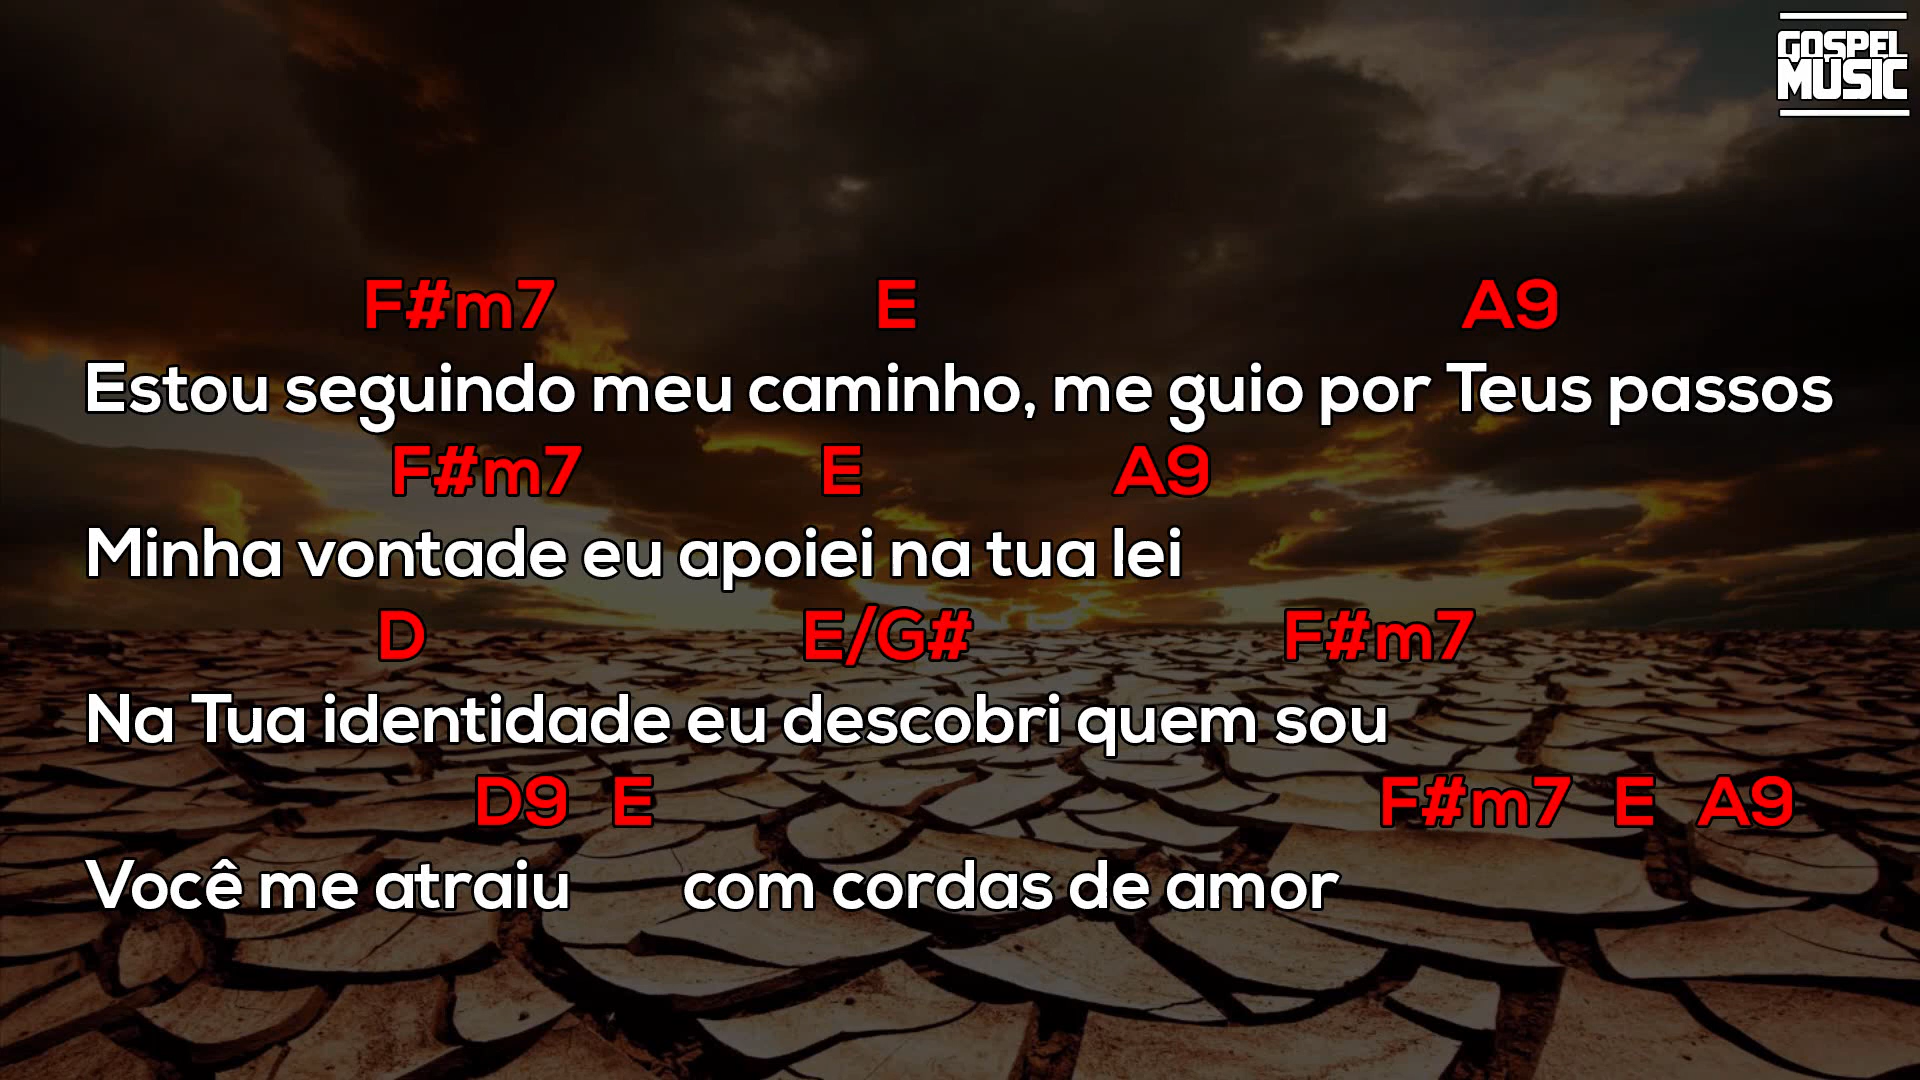 GOSPEL
MUSIC
F#m7 E A9
Estou seguindo meu caminho, me guio por Teus passos
F#m7 E A9
Minha vontade eu apoiei na tua lei
D E/G# F#m7
Na Tua identidade eu descobri quem sou
D9 E F#m7 E A9
Você me atraiu com cordas de amor